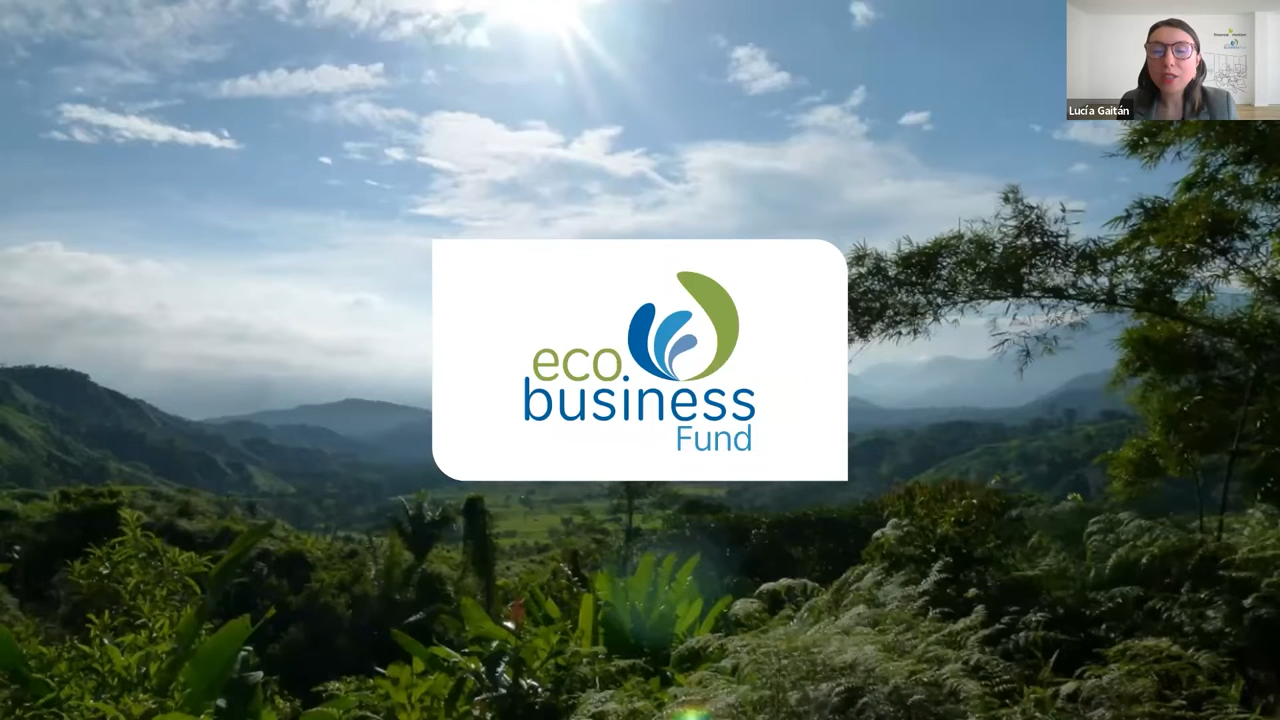 Lucía Gaitán
eco.
business
Fund